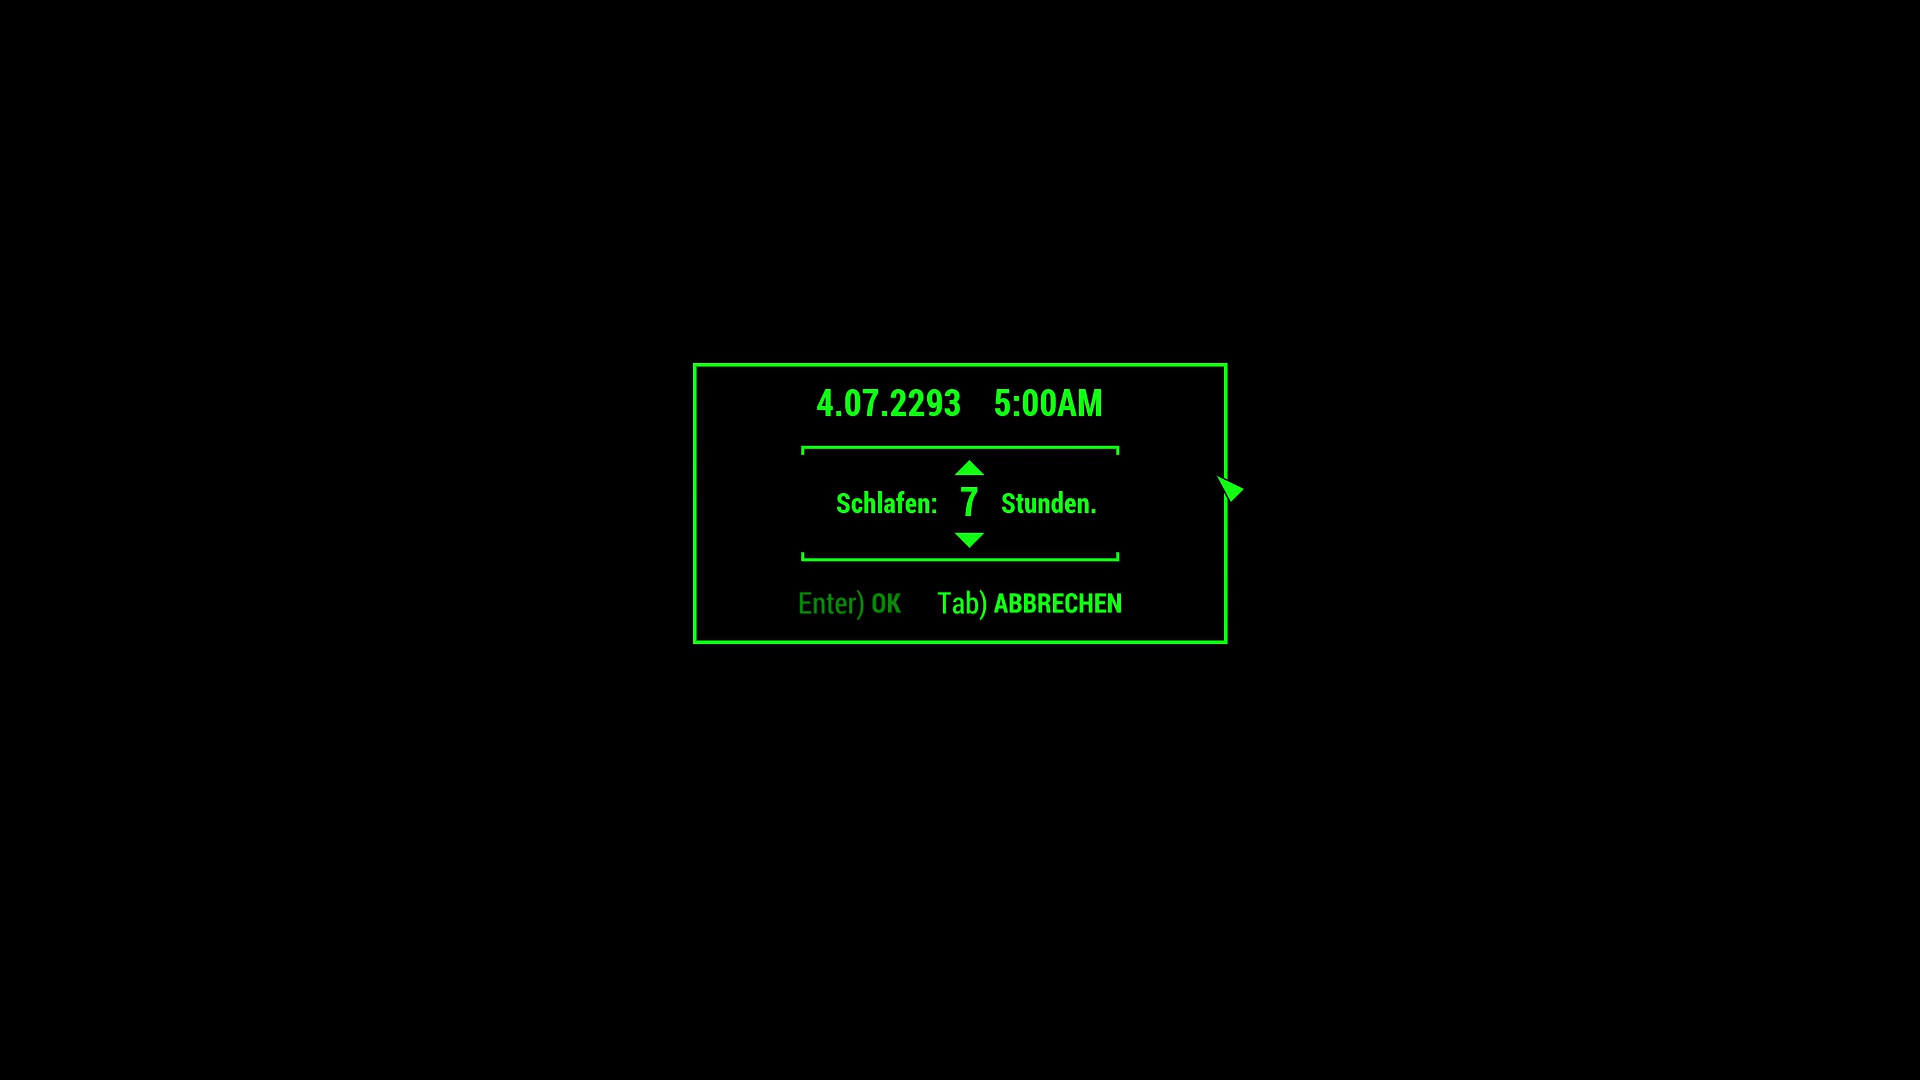 4.07.2293 5:00AM
Schlafen: 7 Stunden.
Enter) OK Tab) ABBRECHEN